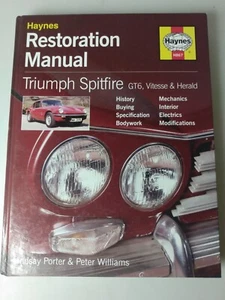 Haynes
Restoration
Manual
Haynes
Triumph Spitfire GT6, Vitesse & Herald
History Mechanics
Buying Interior
Specification Electrics
Bodywork Modifications
Porter & Peter Williams